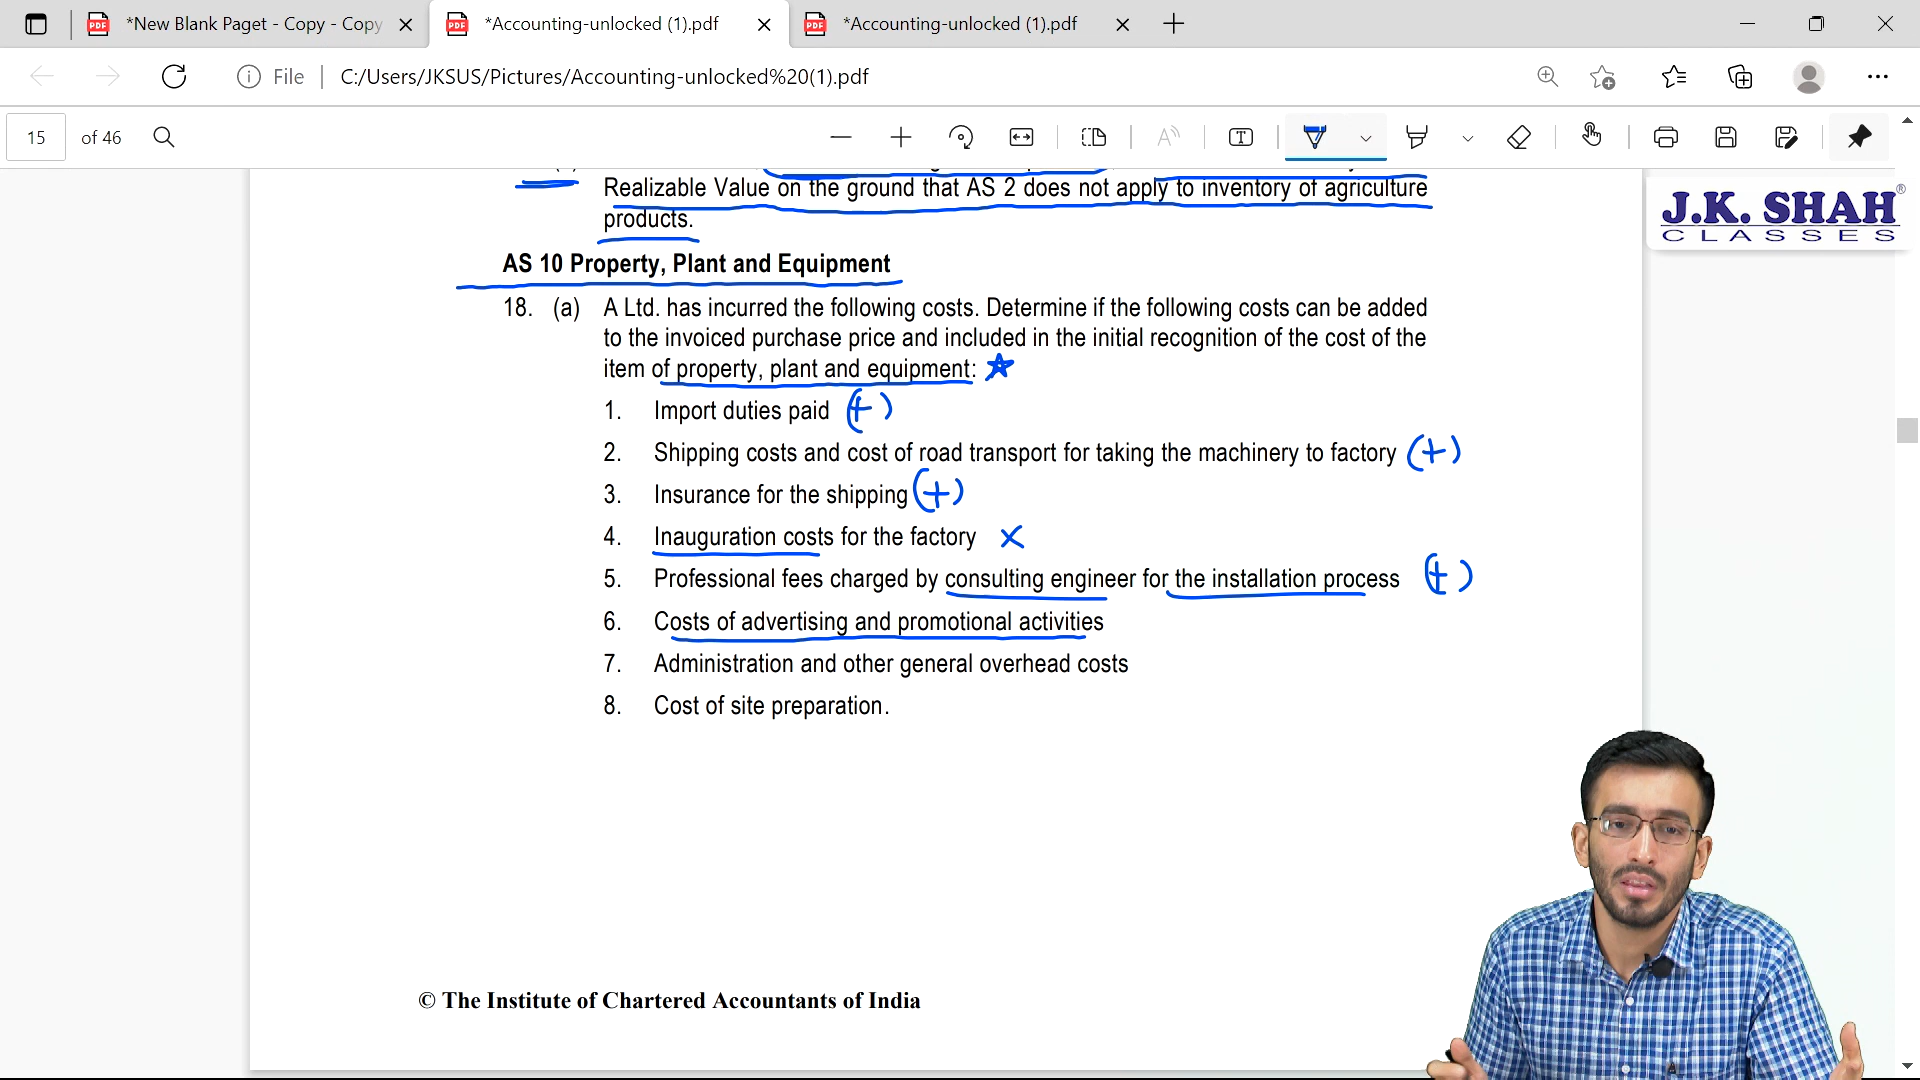 *New Blank Paget - Copy - Copy
*Accounting-unlocked (1).pdf
*Accounting-unlocked (1).pdf
File
C:/Users/JKSUS/Pictures/Accounting-unlocked%20(1).pdf
15 of 46
Realizable Value on the ground that AS 2 does not apply to inventory of agriculture
products.
J.K. SHAH®
CLASSES
AS 10 Property, Plant and Equipment
18. (a) A Ltd. has incurred the following costs. Determine if the following costs can be added
to the invoiced purchase price and included in the initial recognition of the cost of the
item of property, plant and equipment:
1. Import duties paid (+)
2. Shipping costs and cost of road transport for taking the machinery to factory (+)
3. Insurance for the shipping (+)
4. Inauguration costs for the factory X
5. Professional fees charged by consulting engineer for the installation process (+)
6. Costs of advertising and promotional activities
7. Administration and other general overhead costs
8. Cost of site preparation.
© The Institute of Chartered Accountants of India